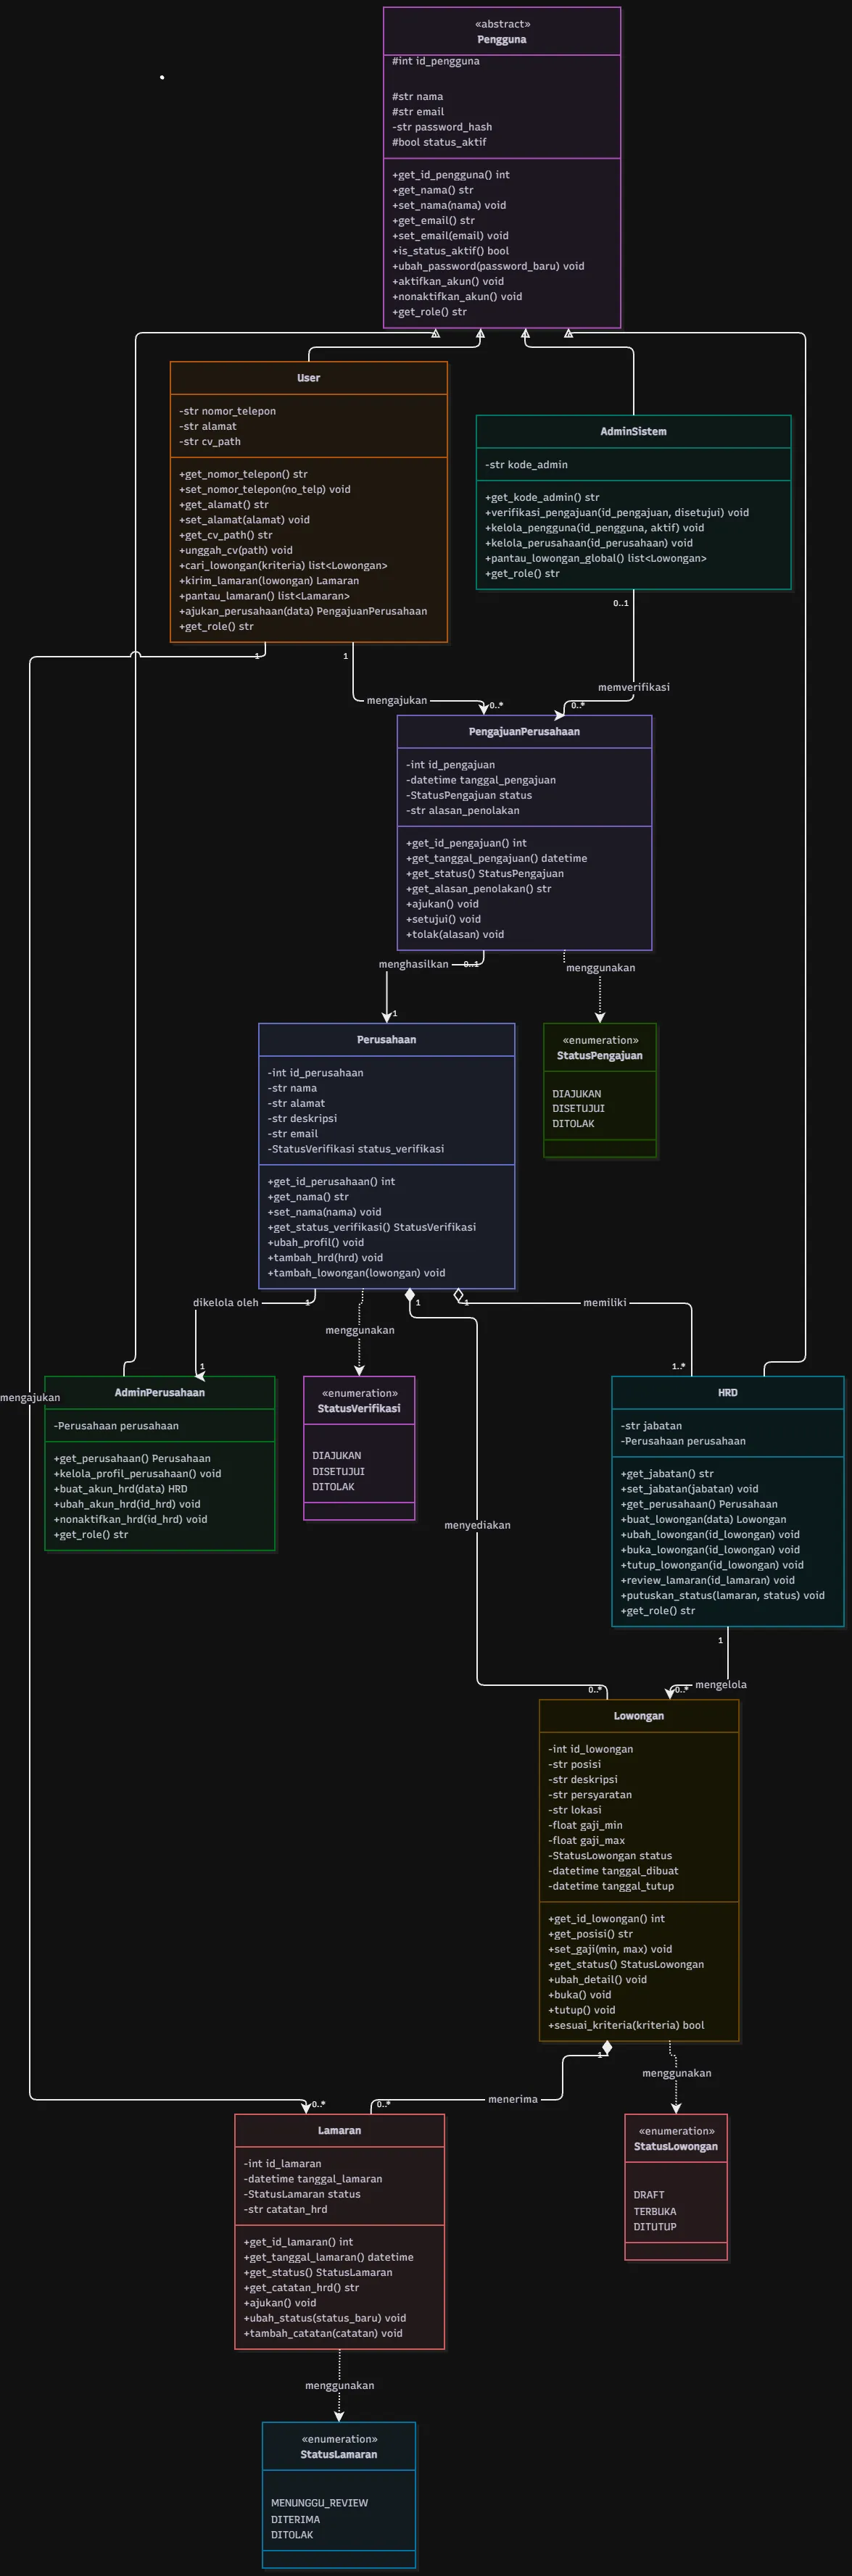 «abstract»
Pengguna
#int id_pengguna
#str nama
#str email
-str password_hash
#bool status_aktif
+get_id_pengguna() int
+get_nama() str
+set_nama(nama) void
+get_email() str
+set_email(email) void
+is_status_aktif() bool
+ubah_password(password_baru) void
+aktifkan_akun() void
+nonaktifkan_akun() void
+get_role() str
User
-str nomor_telepon
-str alamat
-str cv_path
+get_nomor_telepon() str
+set_nomor_telepon(no_telp) void
+get_alamat() str
+set_alamat(alamat) void
+get_cv_path() str
+unggah_cv(path) void
+cari_lowongan(kriteria) list<Lowongan>
+kirim_lamaran(lowongan) Lamaran
+pantau_lamaran() list<Lamaran>
+ajukan_perusahaan(data) PengajuanPerusahaan
+get_role() str
AdminSistem
-str kode_admin
+get_kode_admin() str
+verifikasi_pengajuan(id_pengajuan, disetujui) void
+kelola_pengguna(id_pengguna, aktif) void
+kelola_perusahaan(id_perusahaan) void
+pantau_lowongan_global() list<Lowongan>
+get_role() str
0..1
1
1
memverifikasi
mengajukan
0..*
0..*
PengajuanPerusahaan
-int id_pengajuan
-datetime tanggal_pengajuan
-StatusPengajuan status
-str alasan_penolakan
+get_id_pengajuan() int
+get_tanggal_pengajuan() datetime
+get_status() StatusPengajuan
+get_alasan_penolakan() str
+ajukan() void
+setujui() void
+tolak(alasan) void
menghasilkan
0..1
menggunakan
1
Perusahaan
-int id_perusahaan
-str nama
-str alamat
-str deskripsi
-str email
-StatusVerifikasi status_verifikasi
+get_id_perusahaan() int
+get_nama() str
+set_nama(nama) void
+get_status_verifikasi() StatusVerifikasi
+ubah_profil() void
+tambah_hrd(hrd) void
+tambah_lowongan(lowongan) void
«enumeration»
StatusPengajuan
DIAJUKAN
DISETUJUI
DITOLAK
dikelola oleh
1
1
1
memiliki
menggunakan
1
1..*
mengajukan
AdminPerusahaan
-Perusahaan perusahaan
+get_perusahaan() Perusahaan
+kelola_profil_perusahaan() void
+buat_akun_hrd(data) HRD
+ubah_akun_hrd(id_hrd) void
+nonaktifkan_hrd(id_hrd) void
+get_role() str
«enumeration»
StatusVerifikasi
DIAJUKAN
DISETUJUI
DITOLAK
HRD
-str jabatan
-Perusahaan perusahaan
+get_jabatan() str
+set_jabatan(jabatan) void
+get_perusahaan() Perusahaan
+buat_lowongan(data) Lowongan
+ubah_lowongan(id_lowongan) void
+buka_lowongan(id_lowongan) void
+tutup_lowongan(id_lowongan) void
+review_lamaran(id_lamaran) void
+putuskan_status(lamaran, status) void
+get_role() str
menyediakan
1
mengelola
0..*
0..*
Lowongan
-int id_lowongan
-str posisi
-str deskripsi
-str persyaratan
-str lokasi
-float gaji_min
-float gaji_max
-StatusLowongan status
-datetime tanggal_dibuat
-datetime tanggal_tutup
+get_id_lowongan() int
+get_posisi() str
+set_gaji(min, max) void
+get_status() StatusLowongan
+ubah_detail() void
+buka() void
+tutup() void
+sesuai_kriteria(kriteria) bool
1
menggunakan
menerima
0..*
0..*
Lamaran
-int id_lamaran
-datetime tanggal_lamaran
-StatusLamaran status
-str catatan_hrd
+get_id_lamaran() int
+get_tanggal_lamaran() datetime
+get_status() StatusLamaran
+get_catatan_hrd() str
+ajukan() void
+ubah_status(status_baru) void
+tambah_catatan(catatan) void
«enumeration»
StatusLowongan
DRAFT
TERBUKA
DITUTUP
menggunakan
«enumeration»
StatusLamaran
MENUNGGU_REVIEW
DITERIMA
DITOLAK